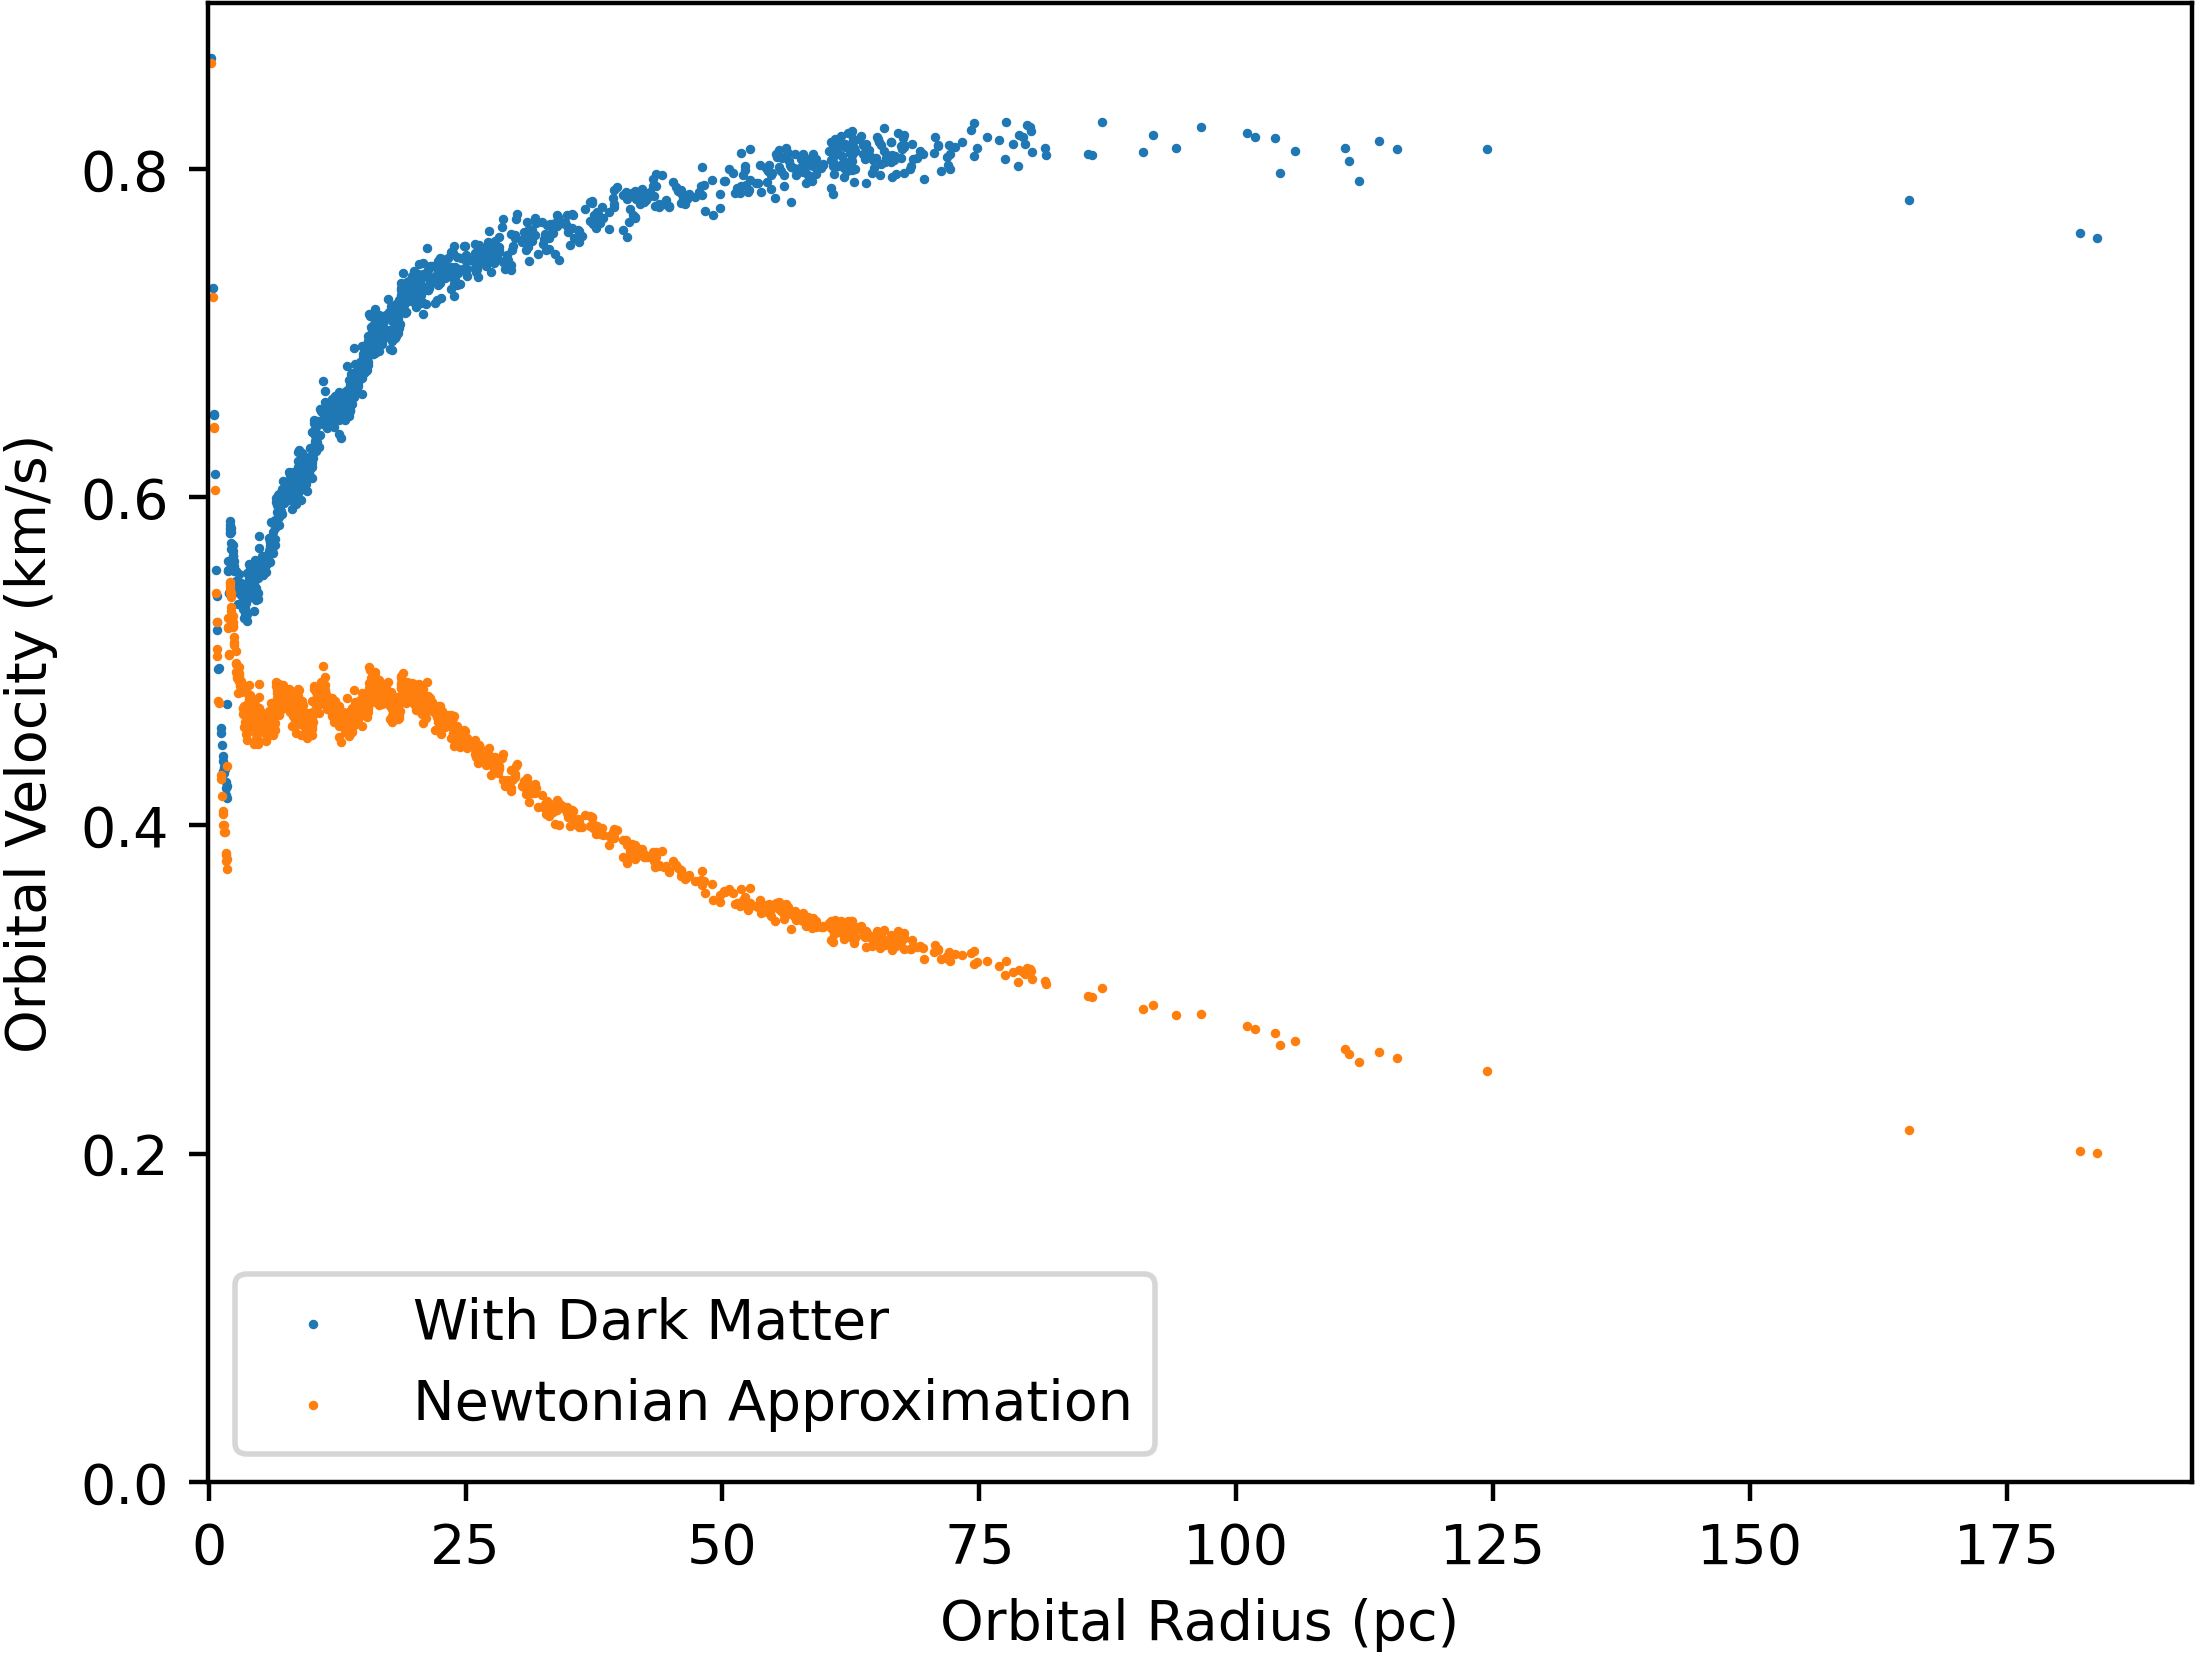 Orbital Velocity (km/s)
0.8
0.6
0.4
0.2
0.0
With Dark Matter
Newtonian Approximation
0 25 50 75 100 125 150 175
Orbital Radius (pc)